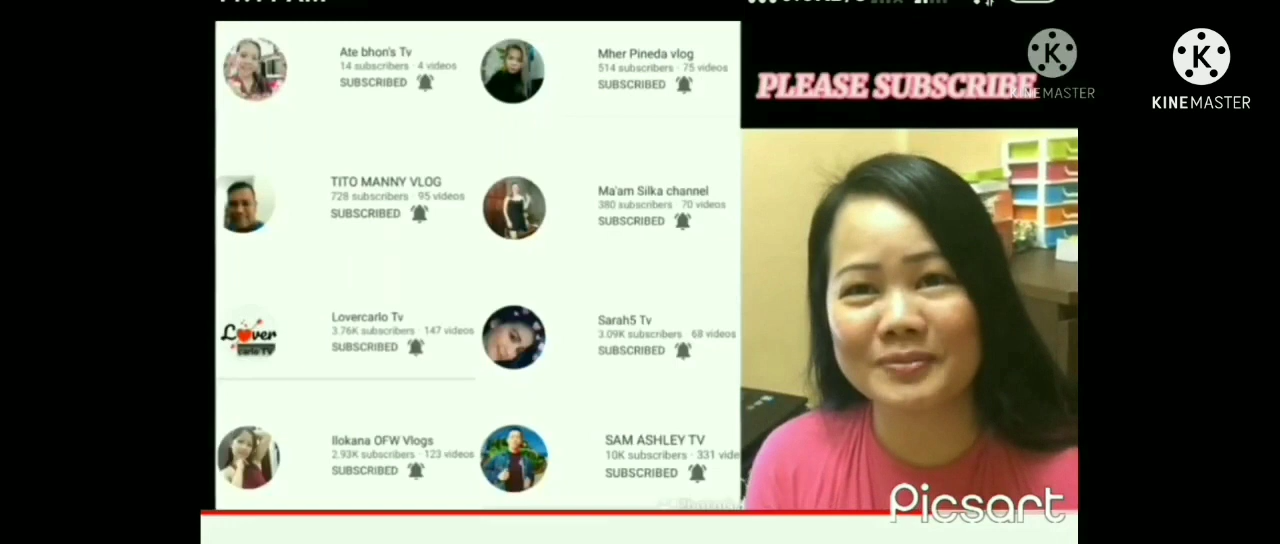 Ate bhon's Tv
14 subscribers · 4 videos
SUBSCRIBED
Mher Pineda vlog
514 subscribers · 75 videos
SUBSCRIBED
TITO MANNY VLOG
728 subscribers · 95 videos
SUBSCRIBED
Ma'am Silka channel
380 subscribers 70 videos
SUBSCRIBED
Lover
carlo TV
Lovercarlo Tv
3.76K subscribers · 147 videos
SUBSCRIBED
Sarah5 Tv
3.09K subscribers 68 videos
SUBSCRIBED
Ilokana OFW Vlogs
2.93K subscribers · 123 videos
SUBSCRIBED
SAM ASHLEY TV
10K subscribers · 331 vide
SUBSCRIBED
PLEASE SUBSCRIBE
K
KINEMASTER
K
KINEMASTER
Picsart